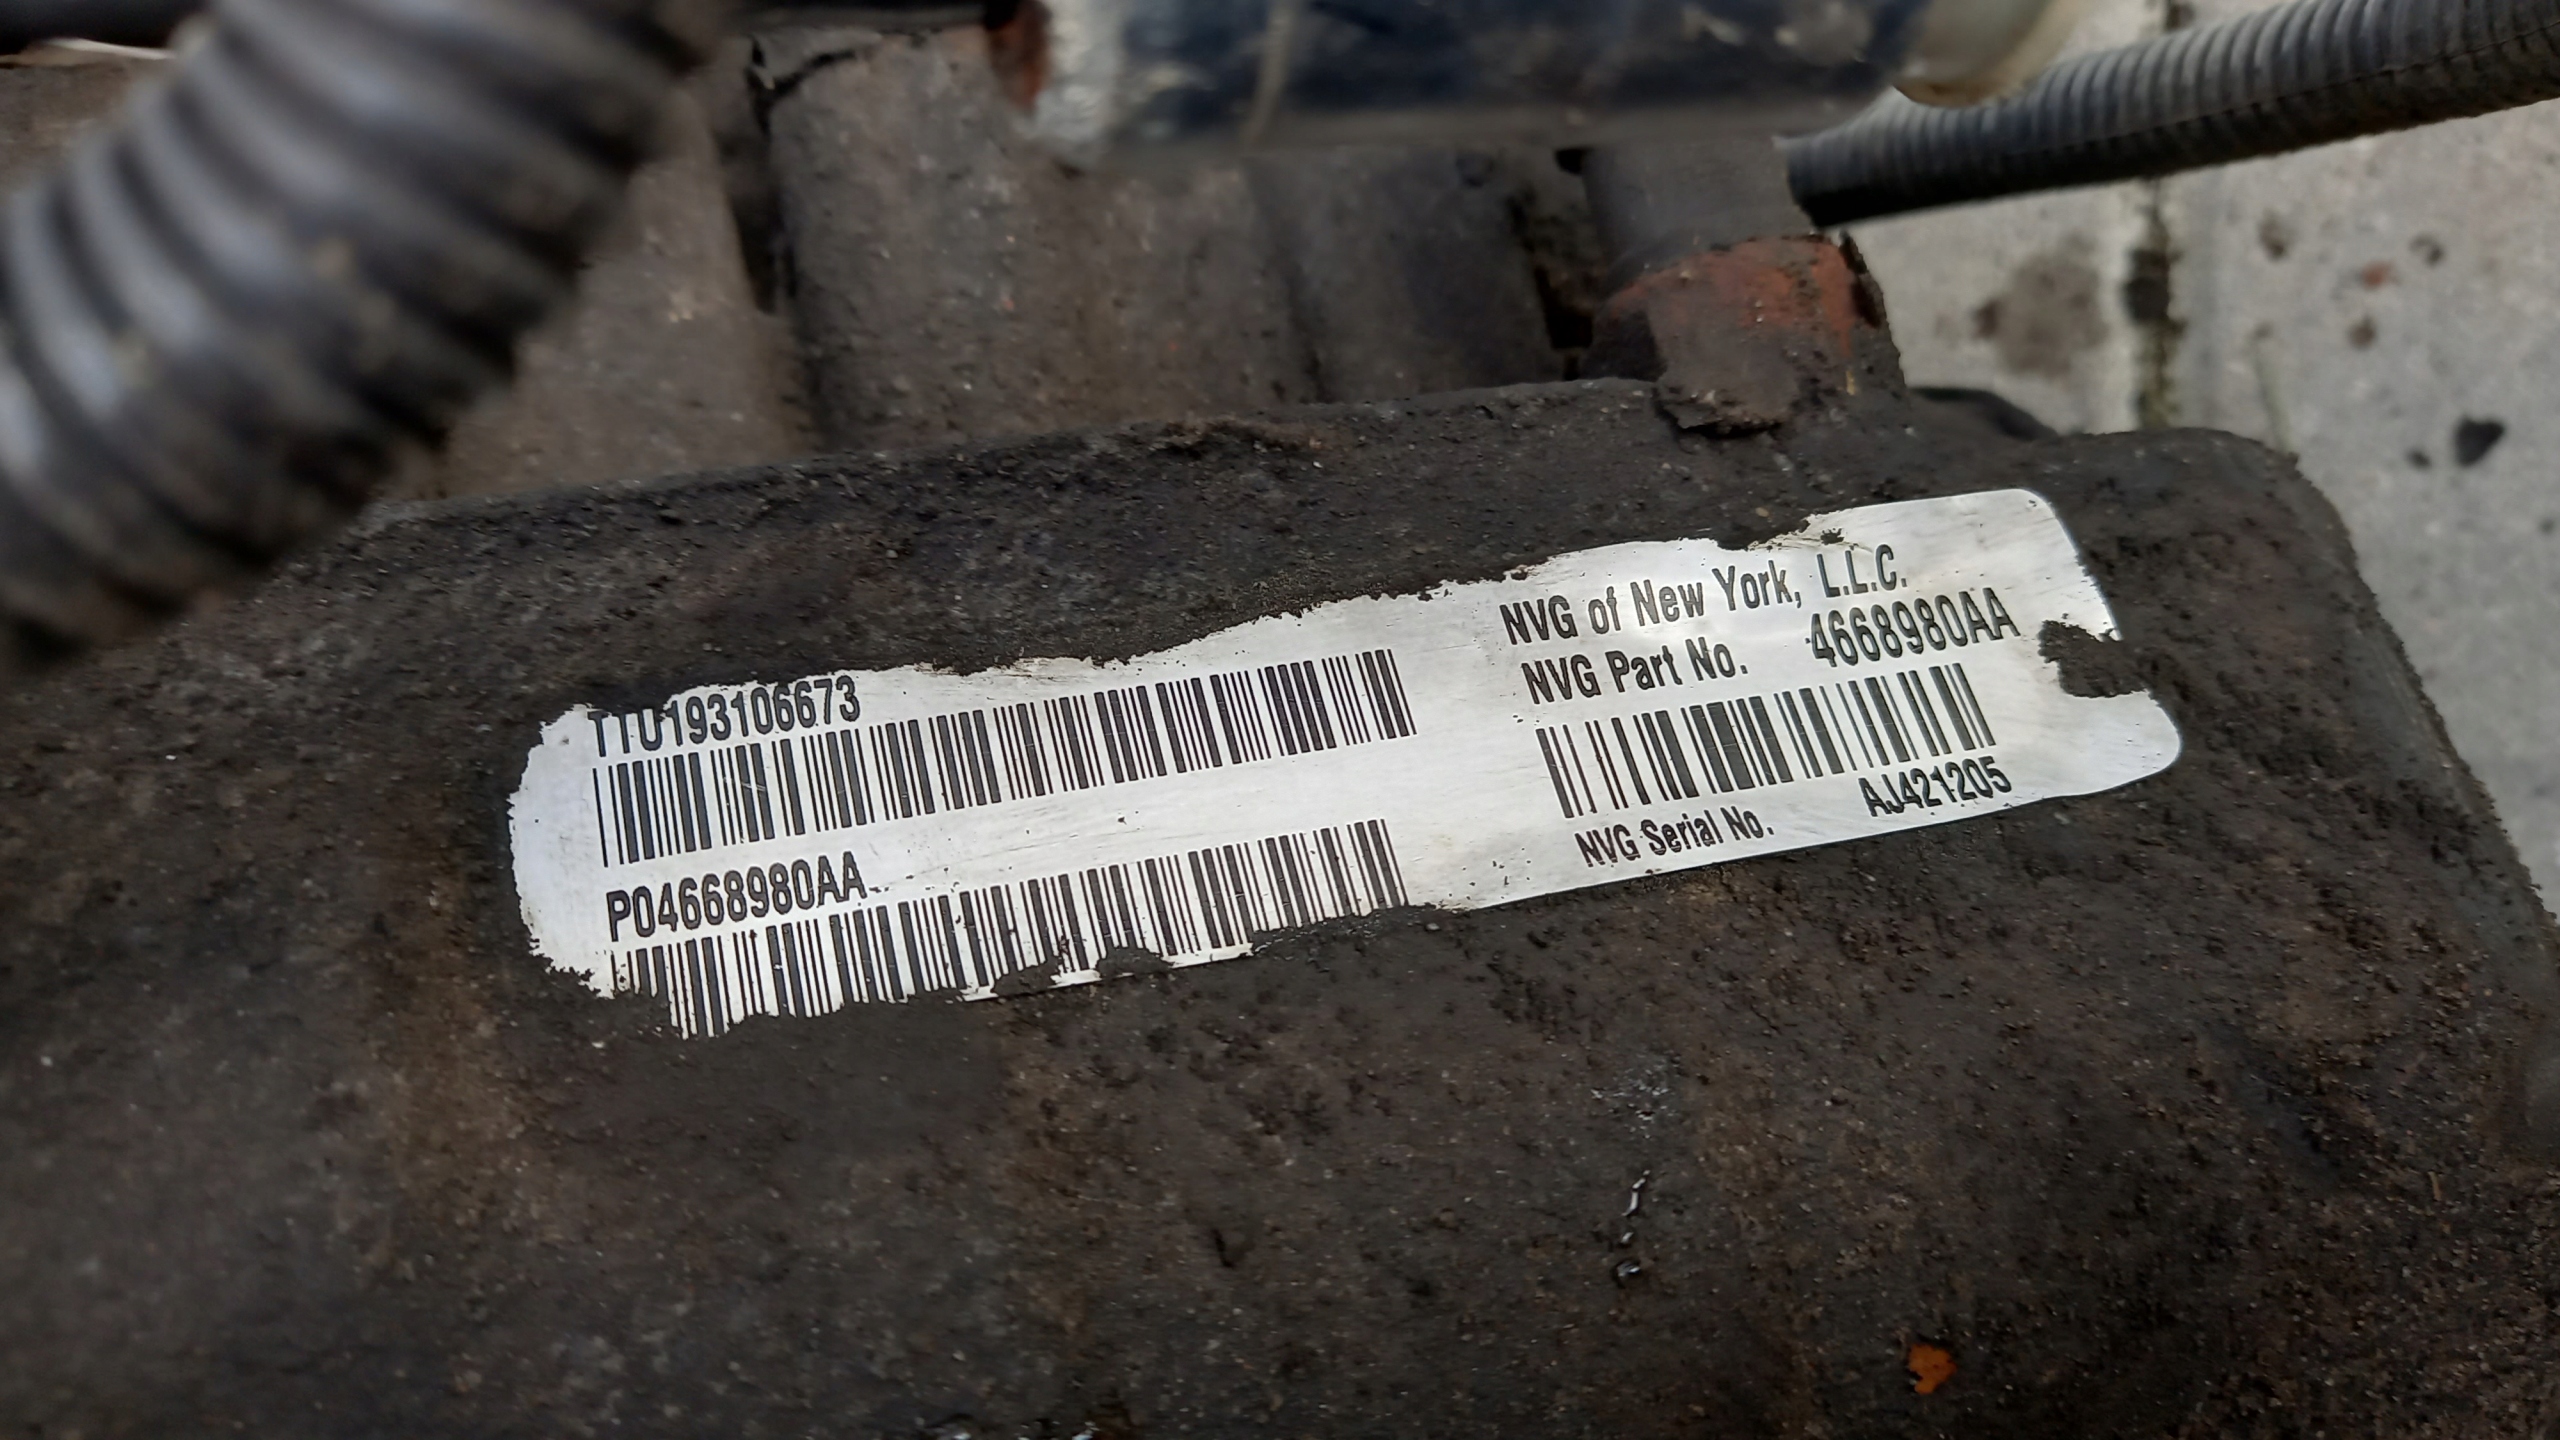 TTU193106673
P04668980AA
NVG of New York, L.L.C.
NVG Part No. 4668980AA
NVG Serial No. AJ421205